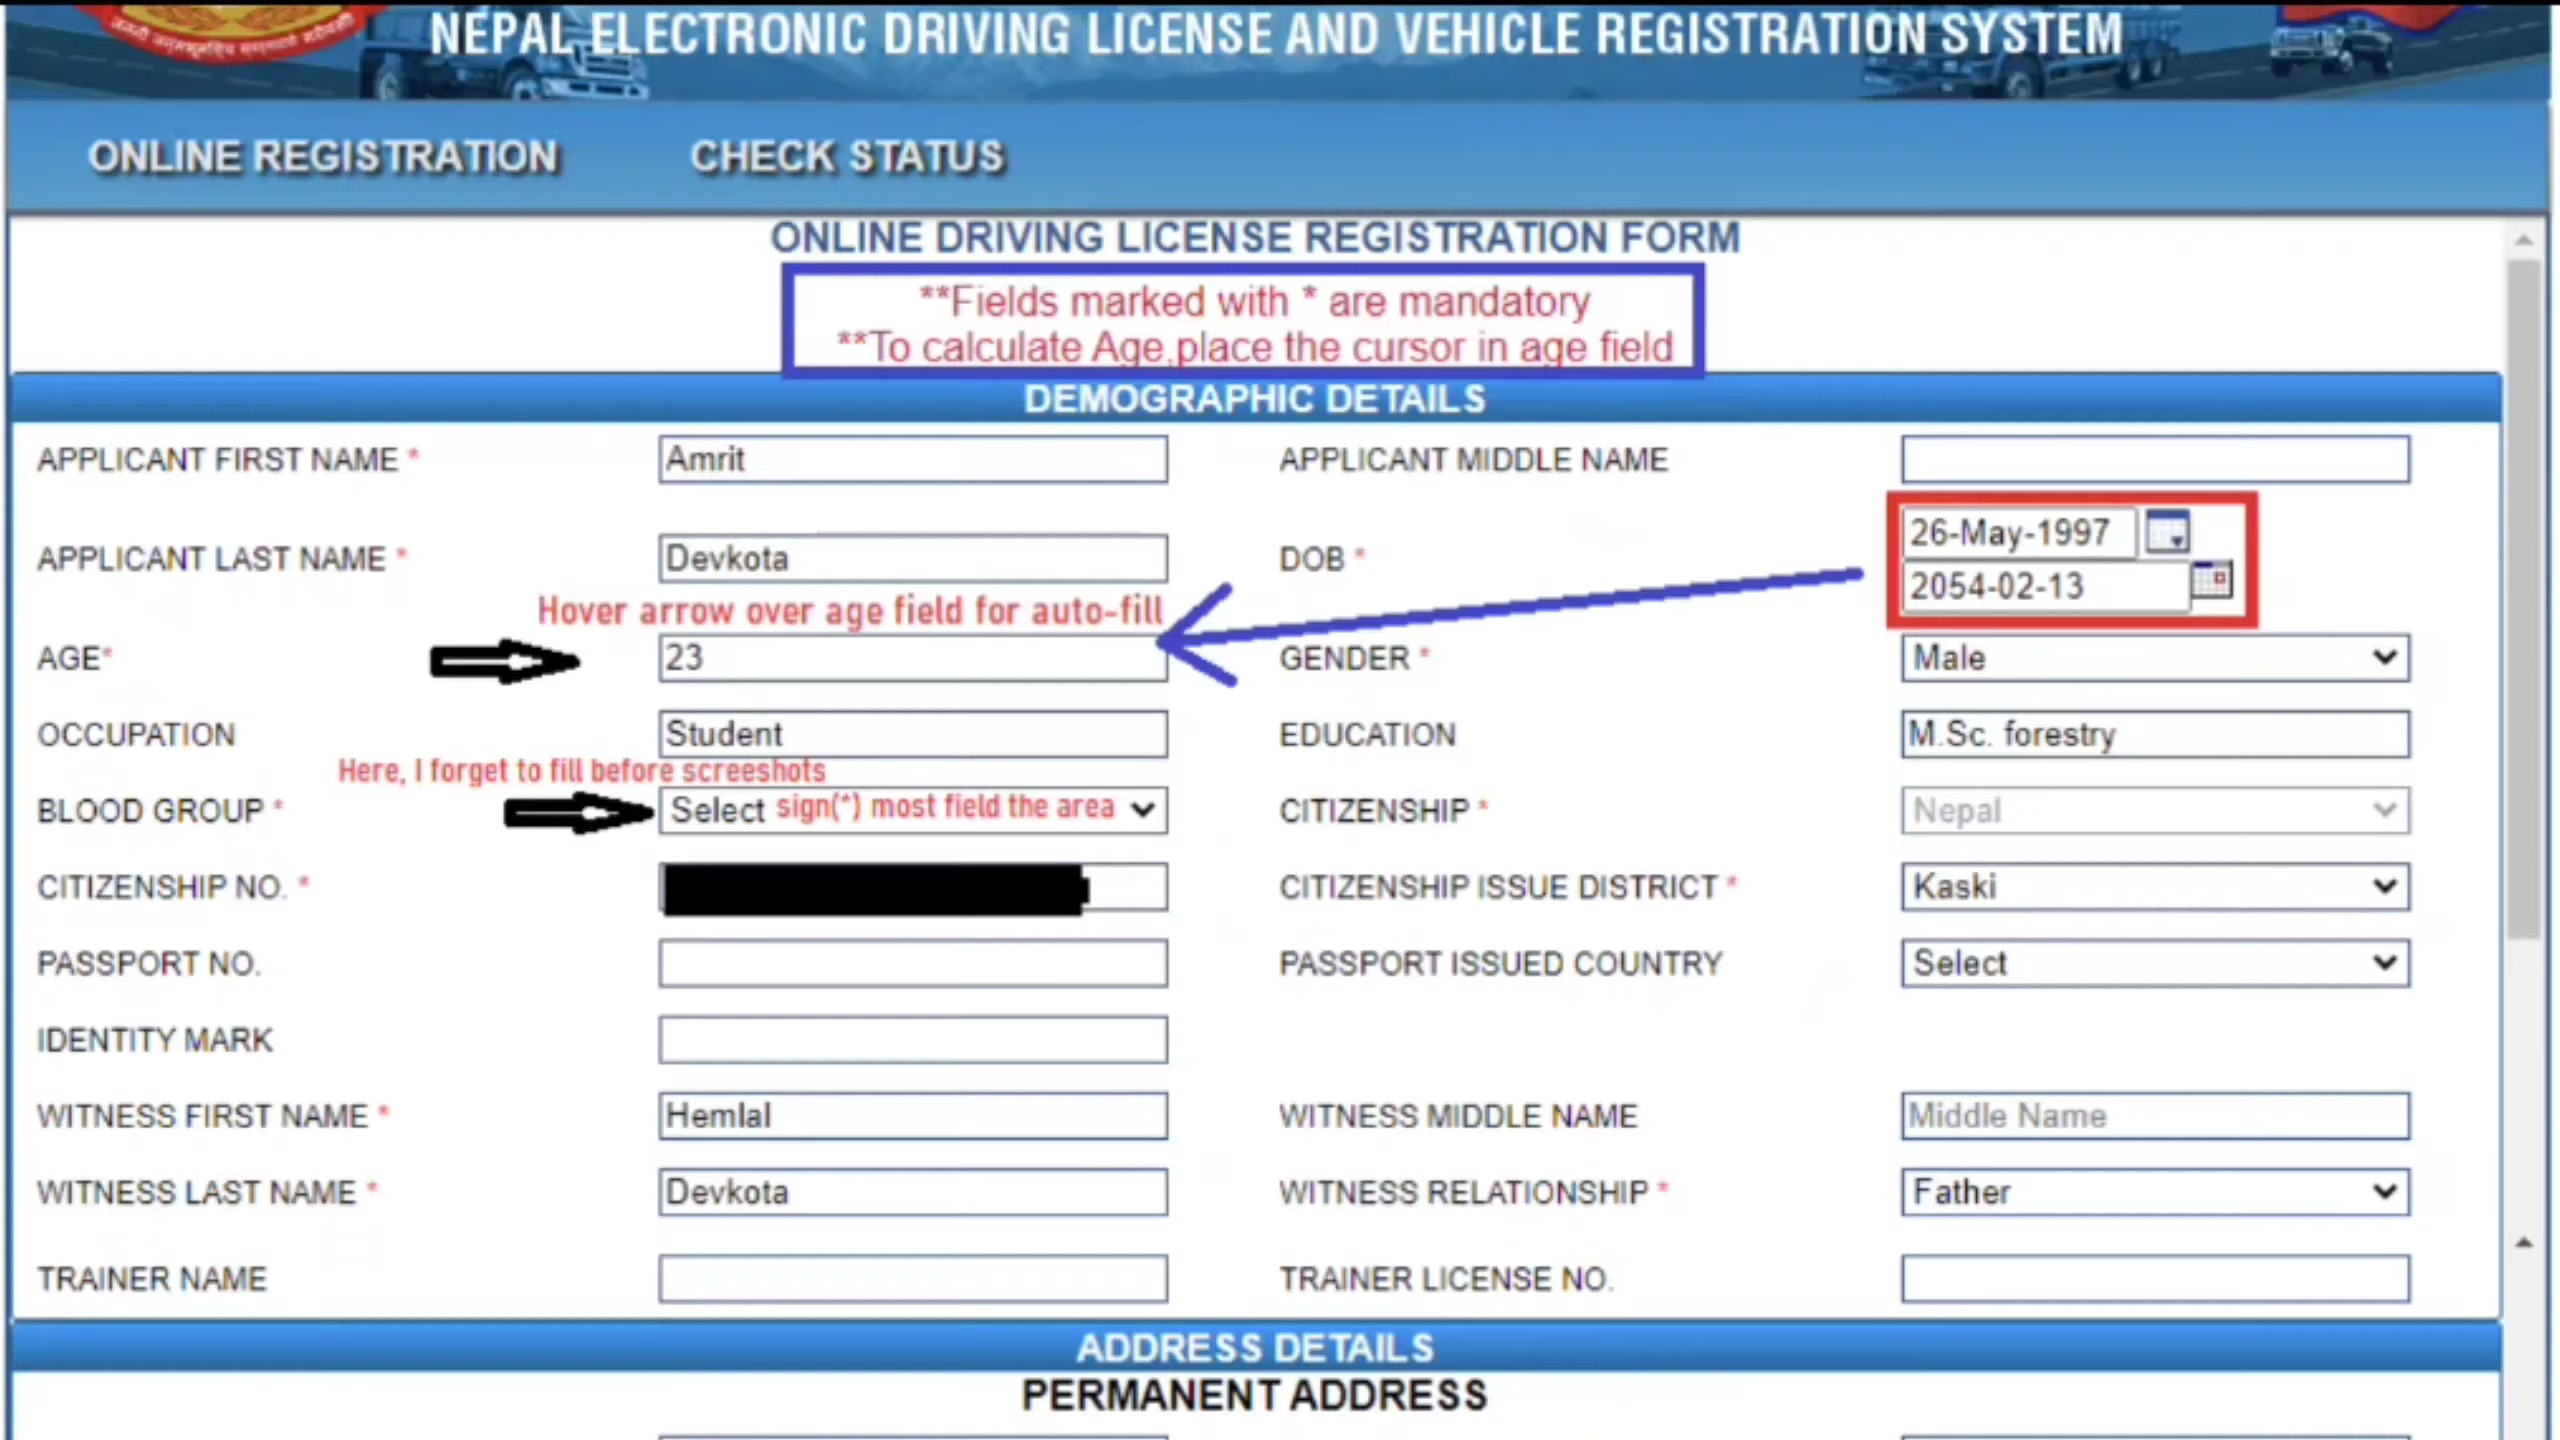 NEPAL ELECTRONIC DRIVING LICENSE AND VEHICLE REGISTRATION SYSTEM
ONLINE REGISTRATION CHECK STATUS
ONLINE DRIVING LICENSE REGISTRATION FORM
**Fields marked with * are mandatory
**To calculate Age,place the cursor in age field
DEMOGRAPHIC DETAILS
APPLICANT FIRST NAME * Amrit APPLICANT MIDDLE NAME
26-May-1997
APPLICANT LAST NAME * Devkota DOB *
2054-02-13
Hover arrow over age field for auto-fill
AGE* 23 GENDER * Male
OCCUPATION Student EDUCATION M.Sc. forestry
Here, I forget to fill before screeshots
BLOOD GROUP * Select sign(*) most field the area CITIZENSHIP * Nepal
CITIZENSHIP NO. * CITIZENSHIP ISSUE DISTRICT * Kaski
PASSPORT NO. PASSPORT ISSUED COUNTRY Select
IDENTITY MARK
WITNESS FIRST NAME * Hemlal WITNESS MIDDLE NAME Middle Name
WITNESS LAST NAME * Devkota WITNESS RELATIONSHIP * Father
TRAINER NAME TRAINER LICENSE NO.
ADDRESS DETAILS
PERMANENT ADDRESS